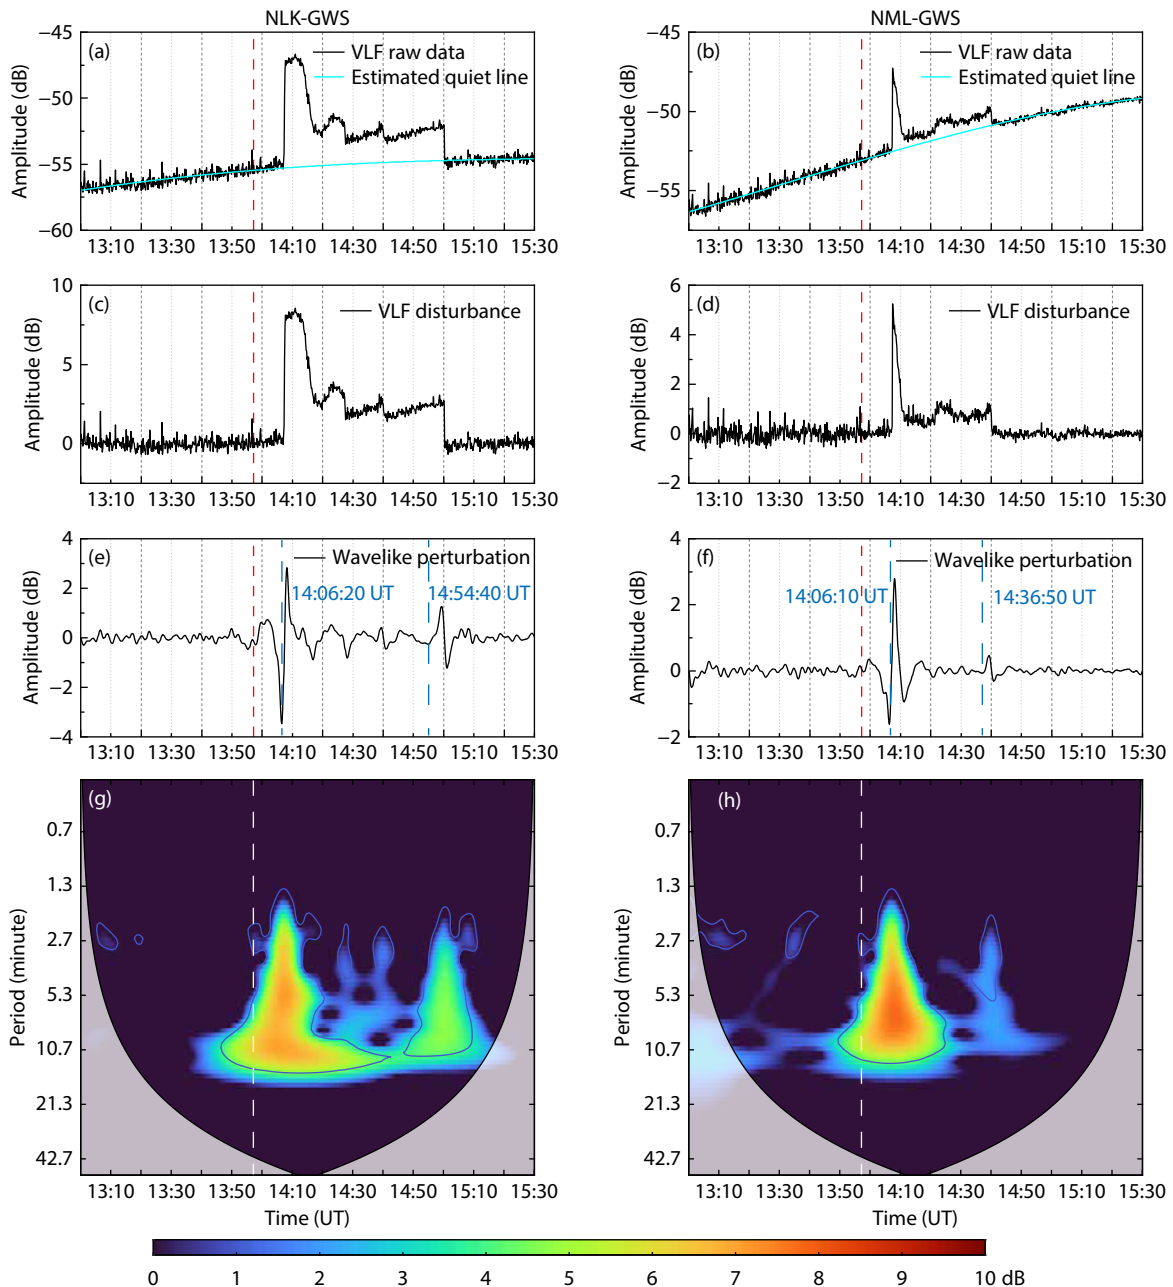 NLK-GWS
NML-GWS
(a)
VLF raw data
Estimated quiet line
Amplitude (dB)
−45
−50
−55
−60
13:10 13:30 13:50 14:10 14:30 14:50 15:10 15:30
(b)
VLF raw data
Estimated quiet line
Amplitude (dB)
−45
−50
−55
13:10 13:30 13:50 14:10 14:30 14:50 15:10 15:30
(c)
VLF disturbance
Amplitude (dB)
10
5
0
13:10 13:30 13:50 14:10 14:30 14:50 15:10 15:30
(d)
VLF disturbance
Amplitude (dB)
6
4
2
0
−2
13:10 13:30 13:50 14:10 14:30 14:50 15:10 15:30
(e)
Wavelike perturbation
14:06:20 UT
14:54:40 UT
Amplitude (dB)
4
2
0
−2
−4
13:10 13:30 13:50 14:10 14:30 14:50 15:10 15:30
(f)
Wavelike perturbation
14:06:10 UT
14:36:50 UT
Amplitude (dB)
4
2
0
−2
13:10 13:30 13:50 14:10 14:30 14:50 15:10 15:30
(g)
Period (minute)
0.7
1.3
2.7
5.3
10.7
21.3
42.7
13:10 13:30 13:50 14:10 14:30 14:50 15:10 15:30
Time (UT)
(h)
Period (minute)
0.7
1.3
2.7
5.3
10.7
21.3
42.7
13:10 13:30 13:50 14:10 14:30 14:50 15:10 15:30
Time (UT)
0 1 2 3 4 5 6 7 8 9 10 dB